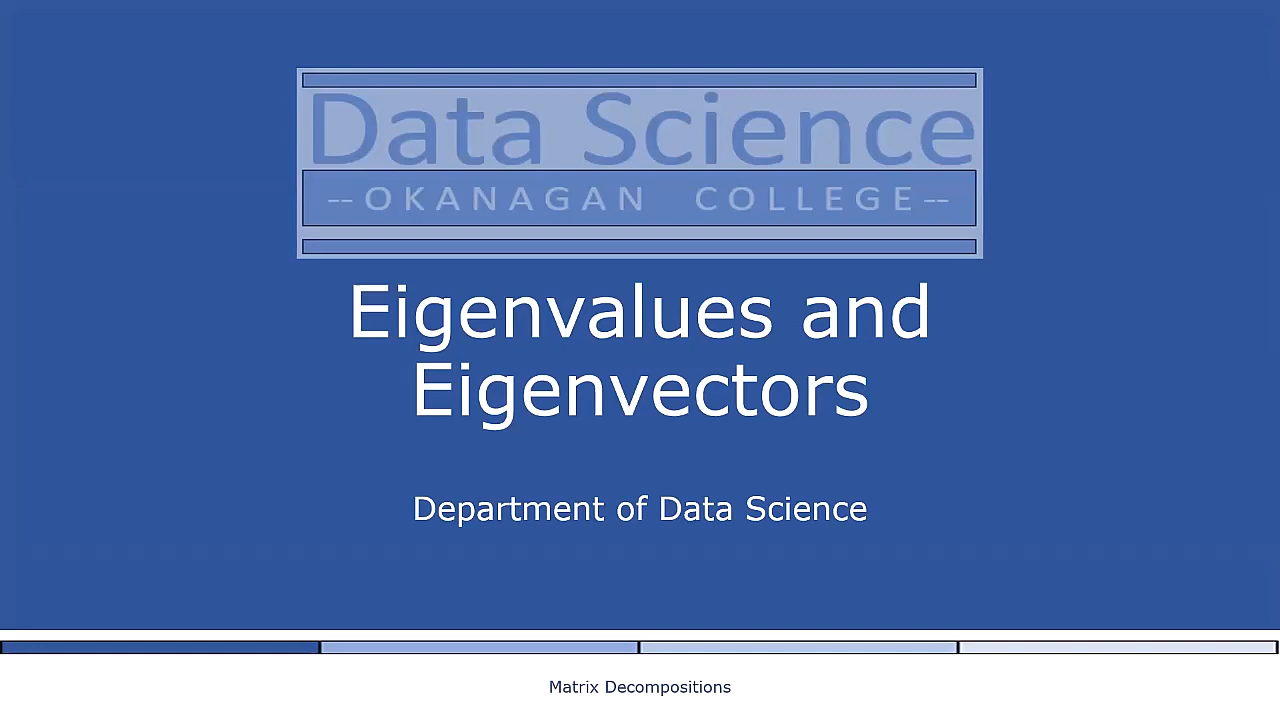 Data Science
--OKANAGAN COLLEGE--
Eigenvalues and
Eigenvectors
Department of Data Science
Matrix Decompositions